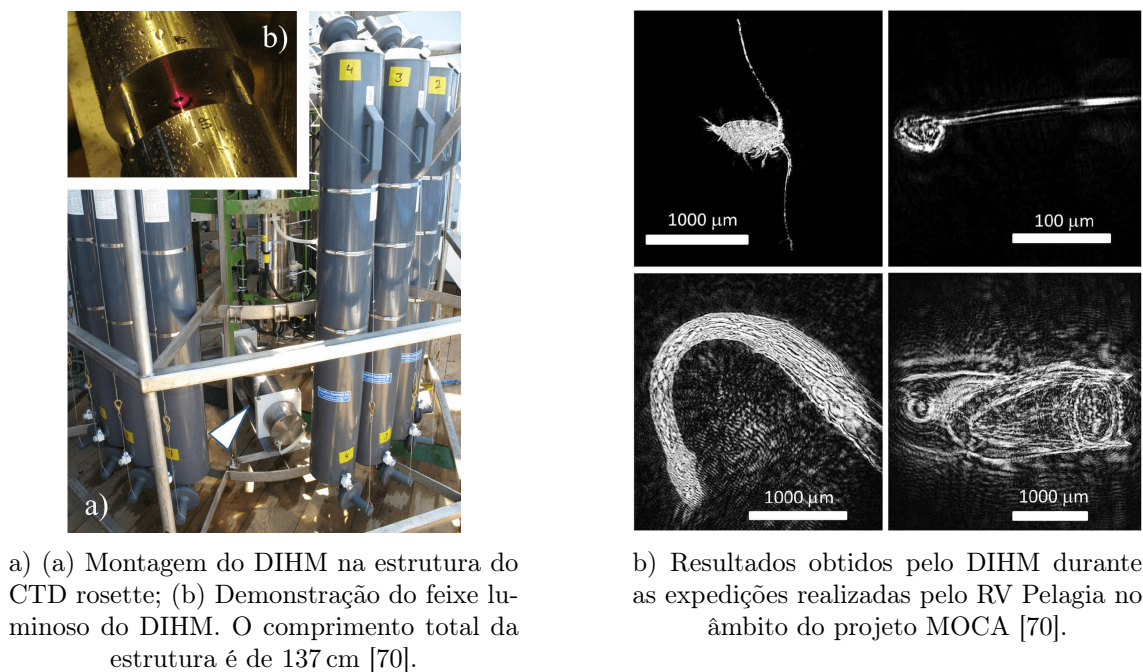 b)
4
3
2
4
3
a)
1000 µm
100 µm
1000 µm
1000 µm
a) (a) Montagem do DIHM na estrutura do
CTD rosette; (b) Demonstração do feixe lu-
minoso do DIHM. O comprimento total da
estrutura é de 137 cm [70].
b) Resultados obtidos pelo DIHM durante
as expedições realizadas pelo RV Pelagia no
âmbito do projeto MOCA [70].